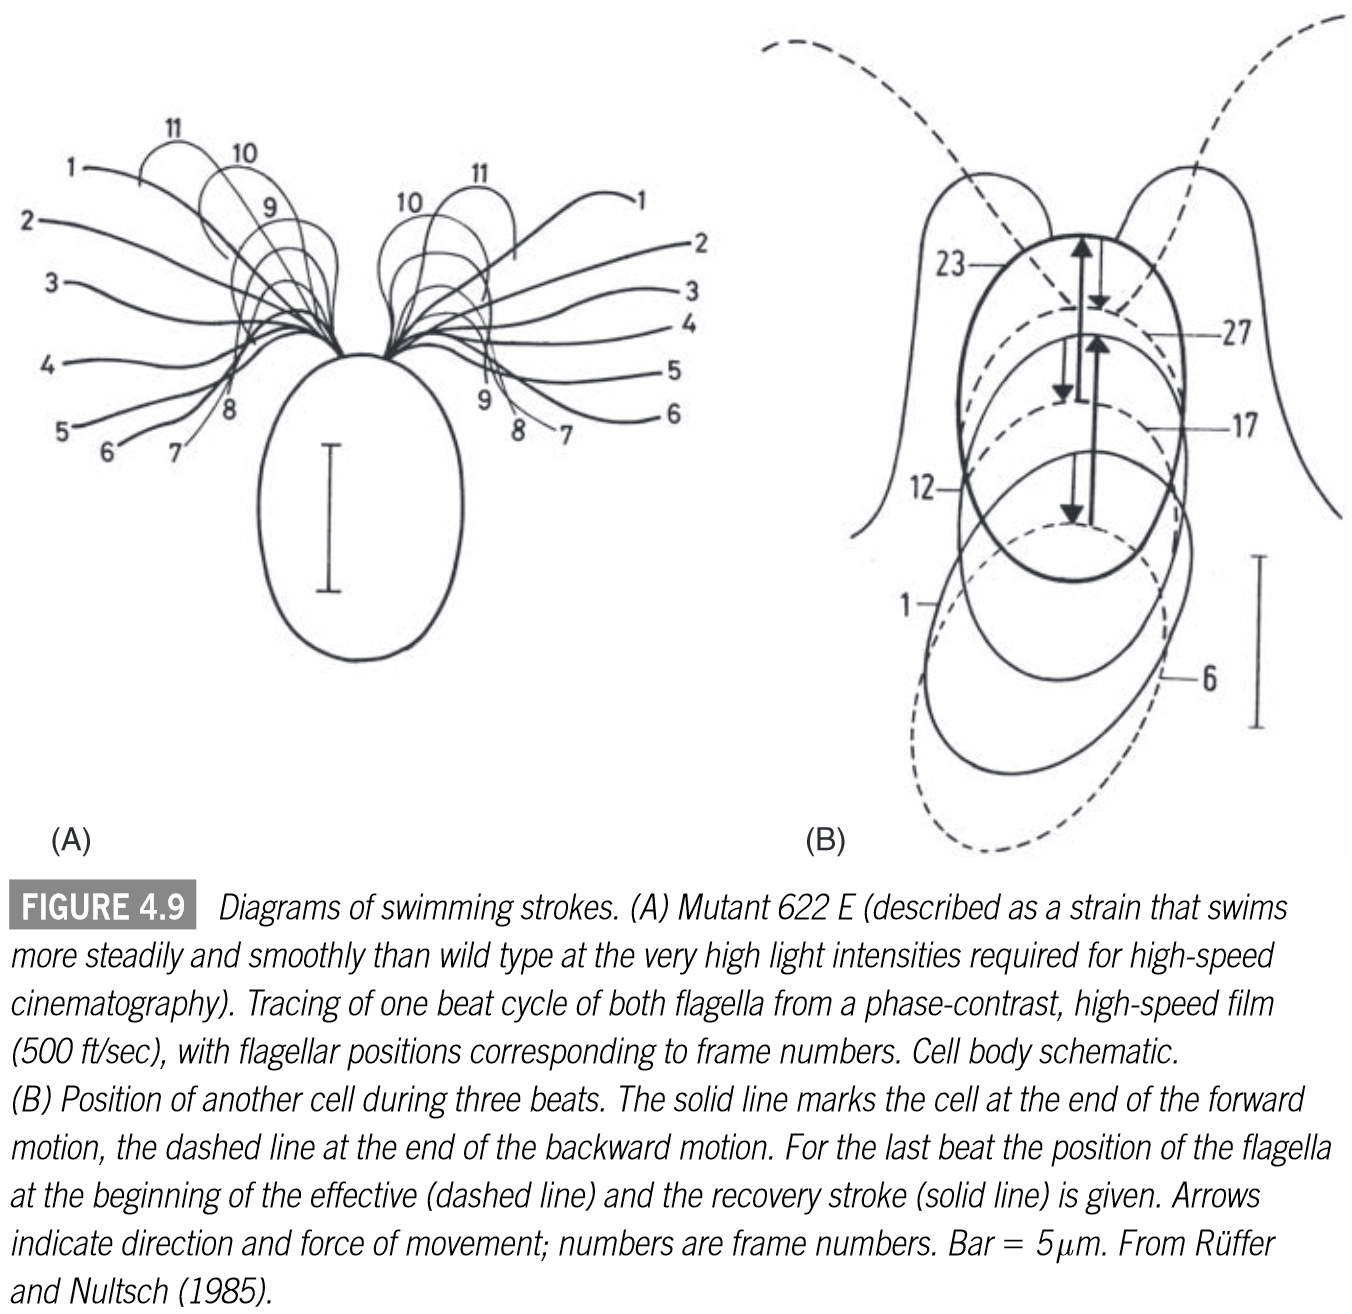 11
10
1
9
2
3
4
5
6
7
8
11
10
1
2
3
4
5
6
9
8
7
(A)
23
27
17
12
1
6
(B)
FIGURE 4.9 Diagrams of swimming strokes. (A) Mutant 622 E (described as a strain that swims
more steadily and smoothly than wild type at the very high light intensities required for high-speed
cinematography). Tracing of one beat cycle of both flagella from a phase-contrast, high-speed film
(500 ft/sec), with flagellar positions corresponding to frame numbers. Cell body schematic.
(B) Position of another cell during three beats. The solid line marks the cell at the end of the forward
motion, the dashed line at the end of the backward motion. For the last beat the position of the flagella
at the beginning of the effective (dashed line) and the recovery stroke (solid line) is given. Arrows
indicate direction and force of movement; numbers are frame numbers. Bar = 5μm. From Rüffer
and Nultsch (1985).